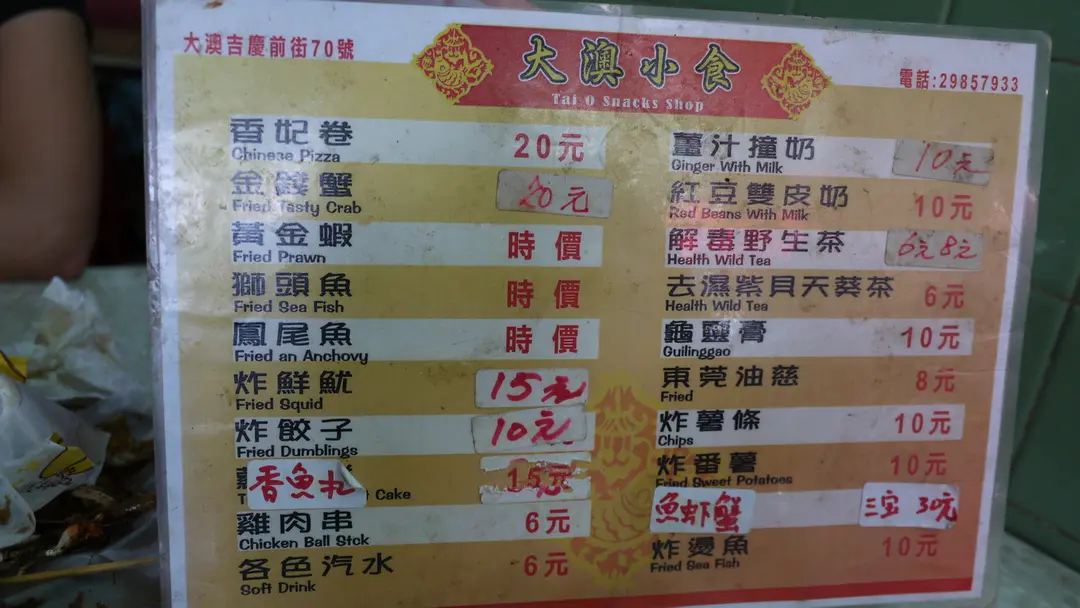 大澳吉慶前街70號
大澳小食
Tai O Snacks Shop
電話:29857933
香妃卷 20元
Chinese Pizza
金錢蟹 20元
Fried Tasty Crab
黃金蝦 時價
Fried Prawn
獅頭魚 時價
Fried Sea Fish
鳳尾魚 時價
Fried an Anchovy
炸鮮魷 15元
Fried Squid
炸餃子 10元
Fried Dumblings
香魚扎 15元
Cake
雞肉串 6元
Chicken Ball Stok
各色汽水 6元
Soft Drink
薑汁撞奶 10元
Ginger With Milk
紅豆雙皮奶 10元
Red Beans With Milk
解毒野生茶 6元8元
Health Wild Tea
去濕紫貝天葵茶 6元
Health Wild Tea
龜靈膏 10元
Guilinggao
東莞油慈 8元
Fried
炸薯條 10元
Chips
炸番薯 10元
Fried Sweet Potatoes
魚虾蟹 三宝 30元
炸燙魚 10元
Fried Sea Fish